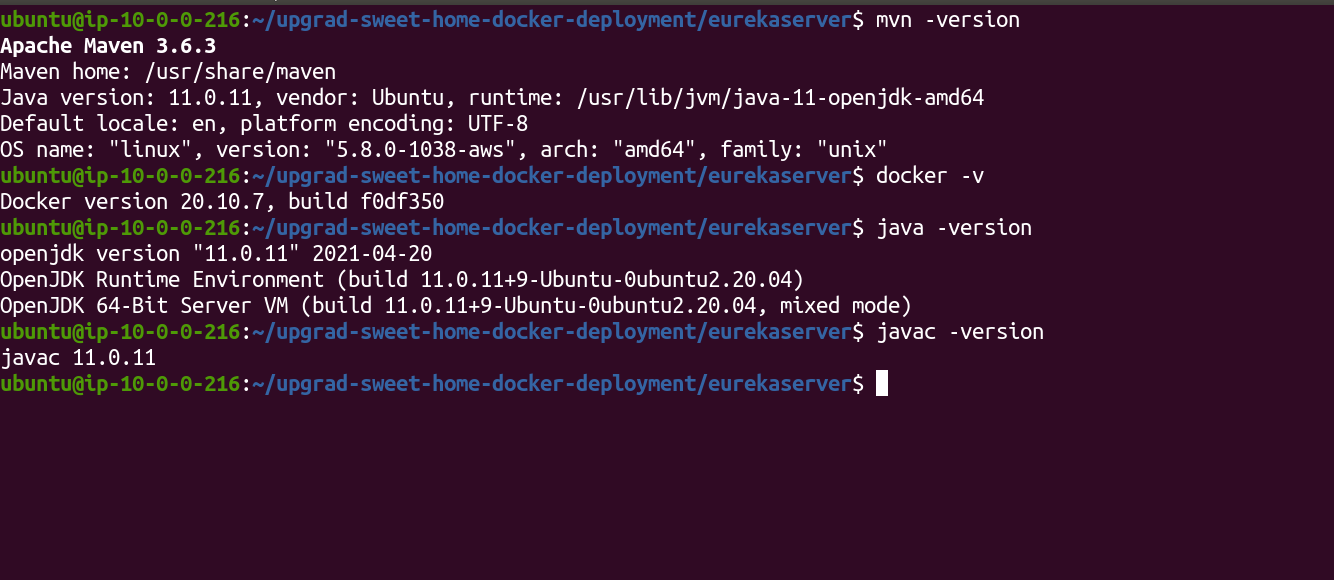 ubuntu@ip-10-0-0-216:~/upgrad-sweet-home-docker-deployment/eurekaserver$ mvn -version
Apache Maven 3.6.3
Maven home: /usr/share/maven
Java version: 11.0.11, vendor: Ubuntu, runtime: /usr/lib/jvm/java-11-openjdk-amd64
Default locale: en, platform encoding: UTF-8
OS name: "linux", version: "5.8.0-1038-aws", arch: "amd64", family: "unix"
ubuntu@ip-10-0-0-216:~/upgrad-sweet-home-docker-deployment/eurekaserver$ docker -v
Docker version 20.10.7, build f0df350
ubuntu@ip-10-0-0-216:~/upgrad-sweet-home-docker-deployment/eurekaserver$ java -version
openjdk version "11.0.11" 2021-04-20
OpenJDK Runtime Environment (build 11.0.11+9-Ubuntu-0ubuntu2.20.04)
OpenJDK 64-Bit Server VM (build 11.0.11+9-Ubuntu-0ubuntu2.20.04, mixed mode)
ubuntu@ip-10-0-0-216:~/upgrad-sweet-home-docker-deployment/eurekaserver$ javac -version
javac 11.0.11
ubuntu@ip-10-0-0-216:~/upgrad-sweet-home-docker-deployment/eurekaserver$